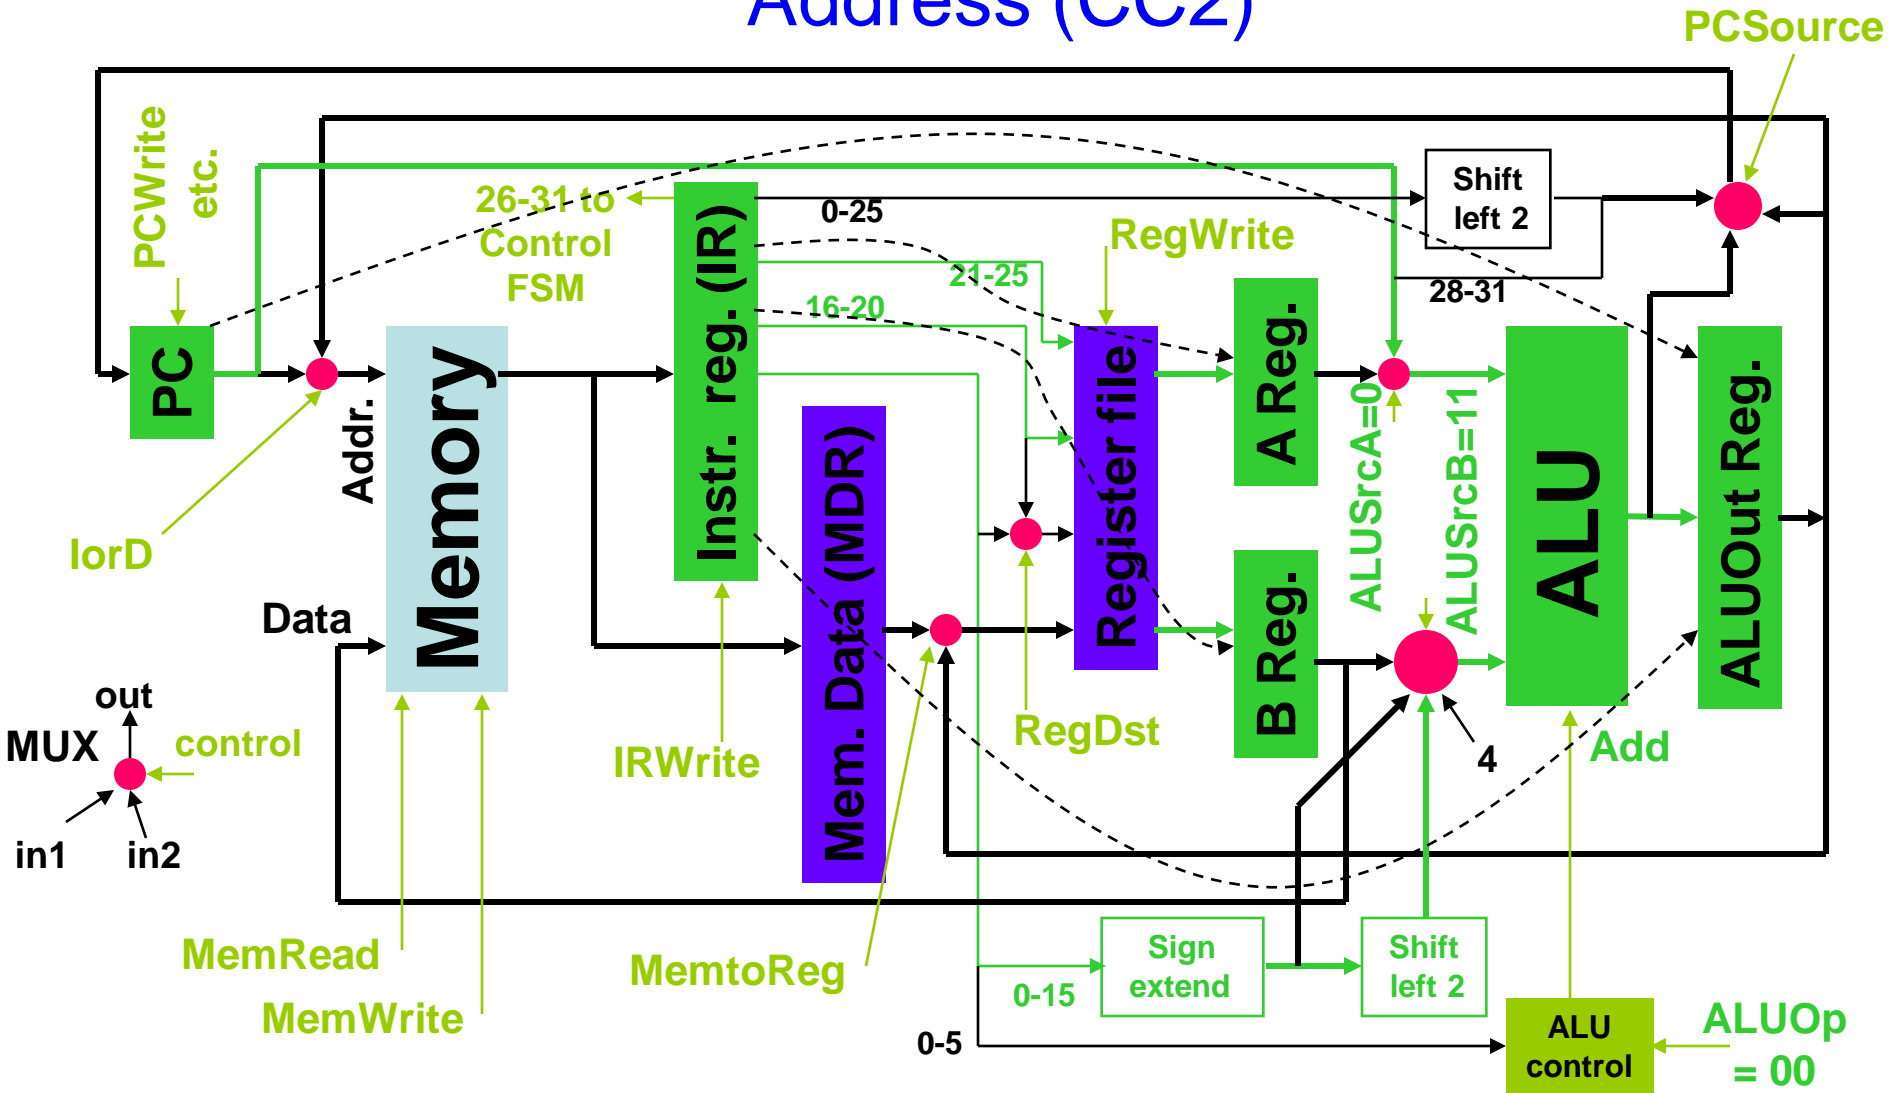 Address (CC2)
PCSource
PCWrite
etc.
26-31 to
Control
FSM
0-25
Shift
left 2
RegWrite
21-25
16-20
28-31
PC
Addr.
Memory
Instr. reg. (IR)
Mem. Data (MDR)
Register file
A Reg.
B Reg.
ALUSrcA=0
ALUSrcB=11
ALU
ALUOut Reg.
IorD
Data
out
MUX
control
in1
in2
IRWrite
RegDst
4
Add
MemRead
MemWrite
MemtoReg
Sign
extend
Shift
left 2
0-15
0-5
ALU
control
ALUOp
= 00